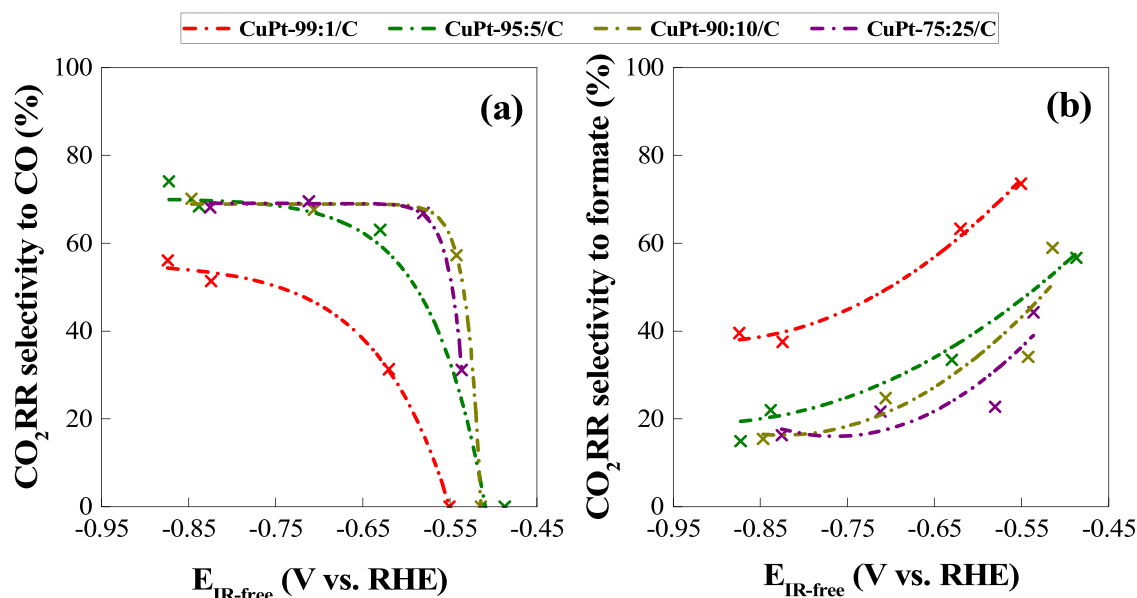 CuPt-99:1/C CuPt-95:5/C CuPt-90:10/C CuPt-75:25/C
CO2RR selectivity to CO (%)
100
80
60
40
20
0
(a)
-0.95 -0.85 -0.75 -0.65 -0.55 -0.45
E_IR-free (V vs. RHE)
CO2RR selectivity to formate (%)
100
80
60
40
20
0
(b)
-0.95 -0.85 -0.75 -0.65 -0.55 -0.45
E_IR-free (V vs. RHE)